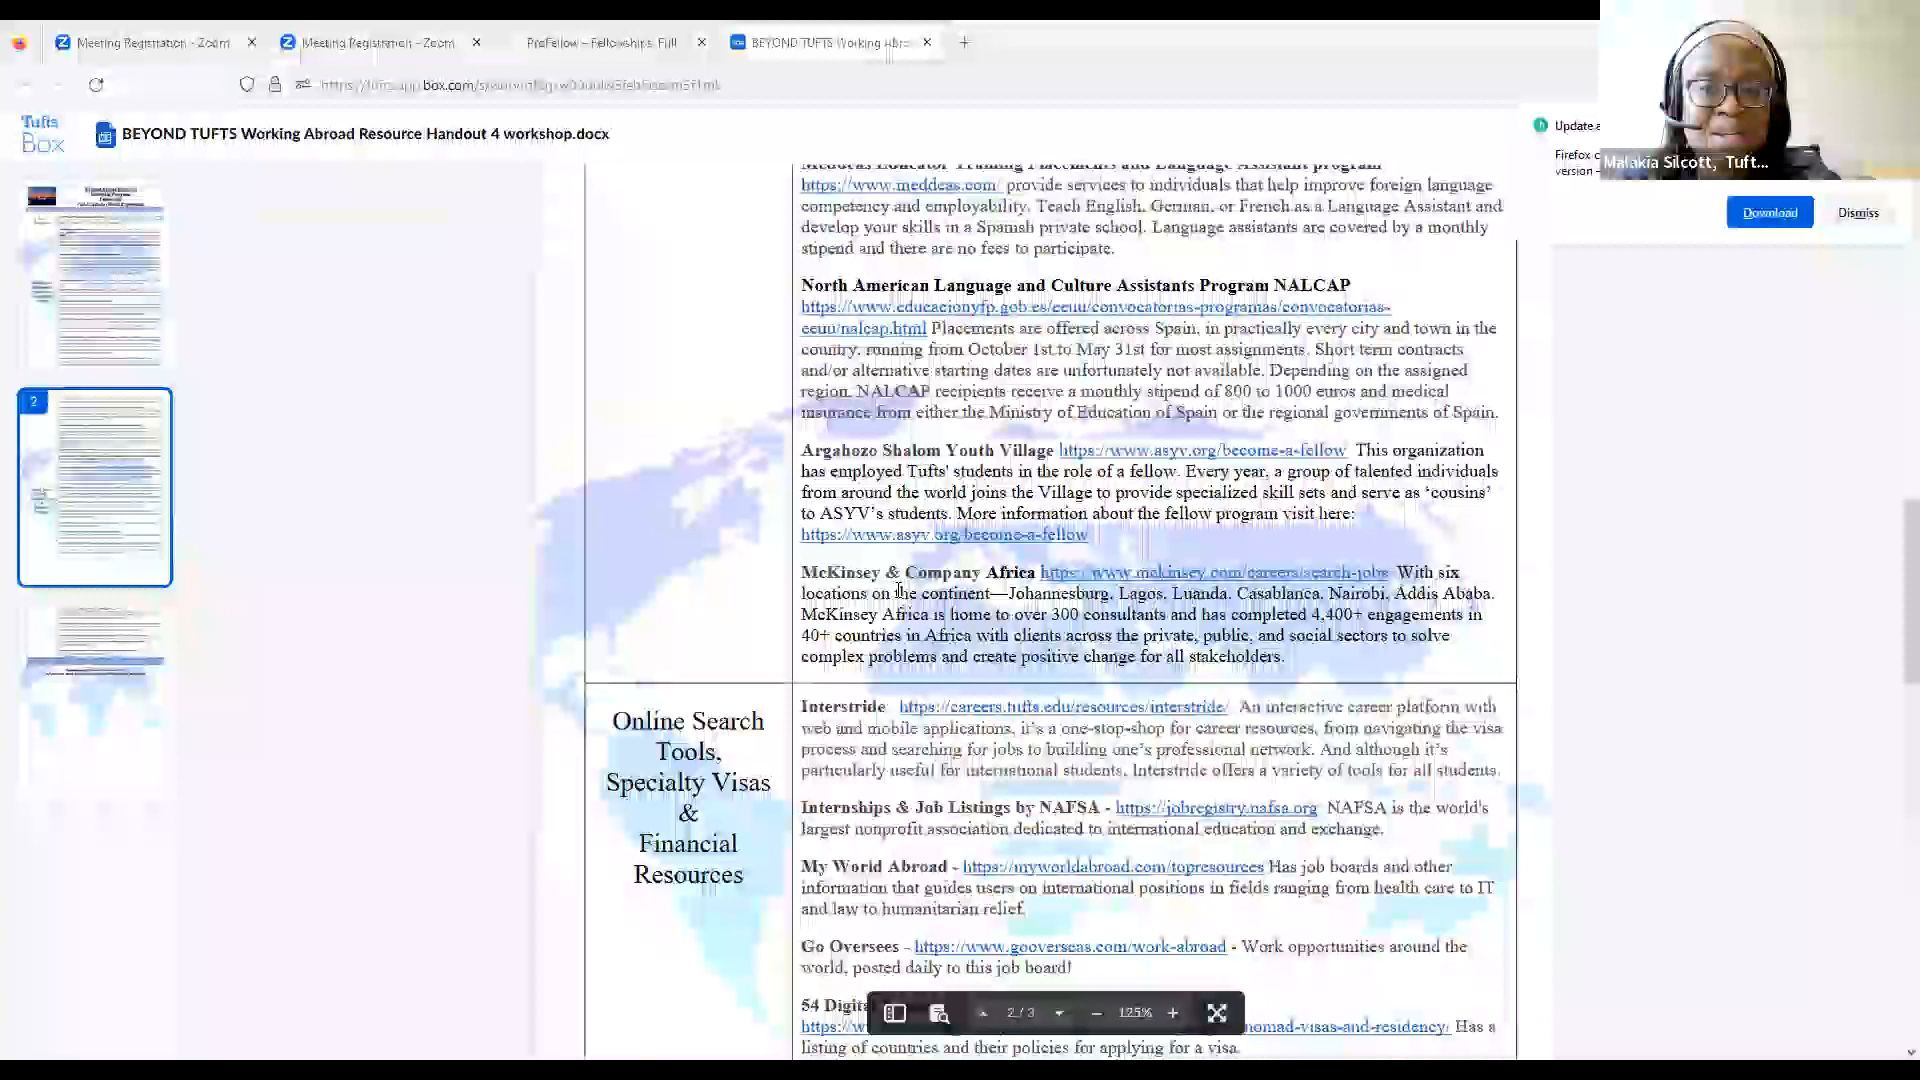 Meeting Registration - Zoom
Meeting Registration - Zoom
ProFellow – Fellowships, Full
BEYOND TUFTS Working Abro
Tufts
Box
BEYOND TUFTS Working Abroad Resource Handout 4 workshop.docx
Update a
Firefox c
version –
Malakia Silcott, Tuft...
Download
Dismiss
2
Meddeas Educator Training Placements and Language Assistant program
https://www.meddeas.com/ provide services to individuals that help improve foreign language
competency and employability. Teach English, German, or French as a Language Assistant and
develop your skills in a Spanish private school. Language assistants are covered by a monthly
stipend and there are no fees to participate.
North American Language and Culture Assistants Program NALCAP
https://www.educacionyfp.gob.es/eeuu/convocatorias-programas/convocatorias-
eeuu/nalcap.html Placements are offered across Spain, in practically every city and town in the
country, running from October 1st to May 31st for most assignments. Short term contracts
and/or alternative starting dates are unfortunately not available. Depending on the assigned
region, NALCAP recipients receive a monthly stipend of 800 to 1000 euros and medical
insurance from either the Ministry of Education of Spain or the regional governments of Spain.
Argahozo Shalom Youth Village https://www.asyv.org/become-a-fellow This organization
has employed Tufts' students in the role of a fellow. Every year, a group of talented individuals
from around the world joins the Village to provide specialized skill sets and serve as ‘cousins’
to ASYV’s students. More information about the fellow program visit here:
https://www.asyv.org/become-a-fellow
McKinsey & Company Africa https://www.mckinsey.com/careers/search-jobs With six
locations on the continent—Johannesburg, Lagos, Luanda, Casablanca, Nairobi, Addis Ababa.
McKinsey Africa is home to over 300 consultants and has completed 4,400+ engagements in
40+ countries in Africa with clients across the private, public, and social sectors to solve
complex problems and create positive change for all stakeholders.
Online Search
Tools,
Specialty Visas
&
Financial
Resources
Interstride https://careers.tufts.edu/resources/interstride/ An interactive career platform with
web and mobile applications, it’s a one-stop-shop for career resources, from navigating the visa
process and searching for jobs to building one’s professional network. And although it’s
particularly useful for international students, Interstride offers a variety of tools for all students.
Internships & Job Listings by NAFSA - https://jobregistry.nafsa.org NAFSA is the world's
largest nonprofit association dedicated to international education and exchange.
My World Abroad - https://myworldabroad.com/topresources Has job boards and other
information that guides users on international positions in fields ranging from health care to IT
and law to humanitarian relief.
Go Oversees - https://www.gooverseas.com/work-abroad - Work opportunities around the
world, posted daily to this job board!
54 Digita
https://w nomad-visas-and-residency/ Has a
listing of countries and their policies for applying for a visa.
2 / 3
125%